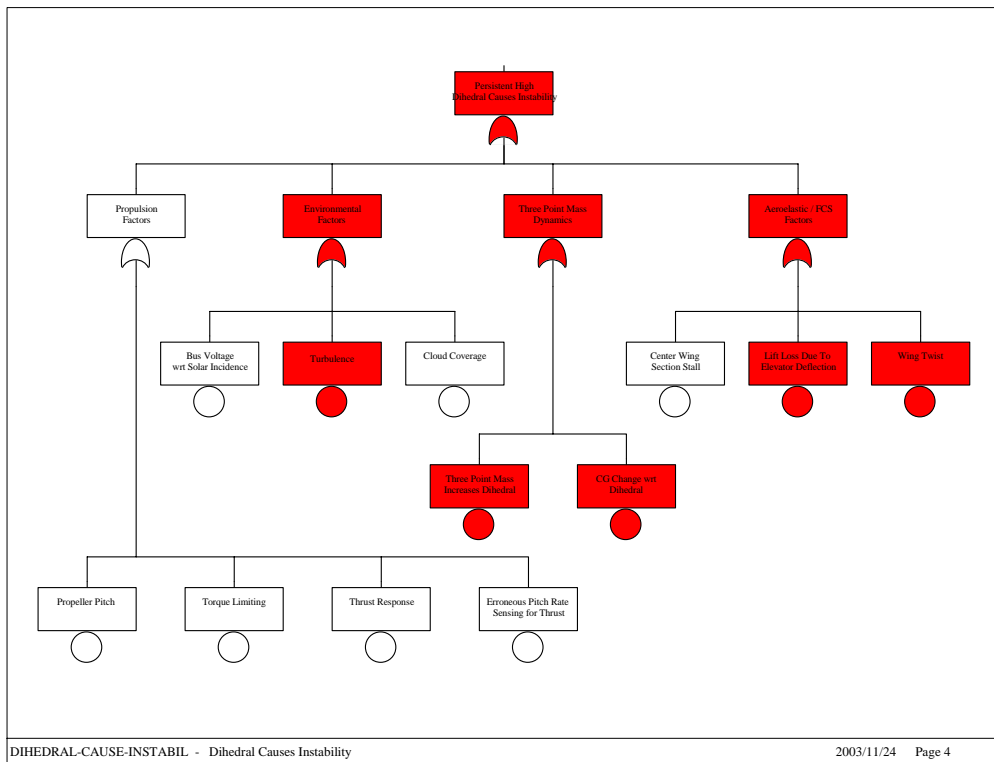 Persistent High
Dihedral Causes Instability
Propulsion
Factors
Environmental
Factors
Three Point Mass
Dynamics
Aeroelastic / FCS
Factors
Bus Voltage
wrt Solar Incidence
Turbulence
Cloud Coverage
Center Wing
Section Stall
Lift Loss Due To
Elevator Deflection
Wing Twist
Three Point Mass
Increases Dihedral
CG Change wrt
Dihedral
Propeller Pitch
Torque Limiting
Thrust Response
Erroneous Pitch Rate
Sensing for Thrust
DIHEDRAL-CAUSE-INSTABIL - Dihedral Causes Instability
2003/11/24 Page 4